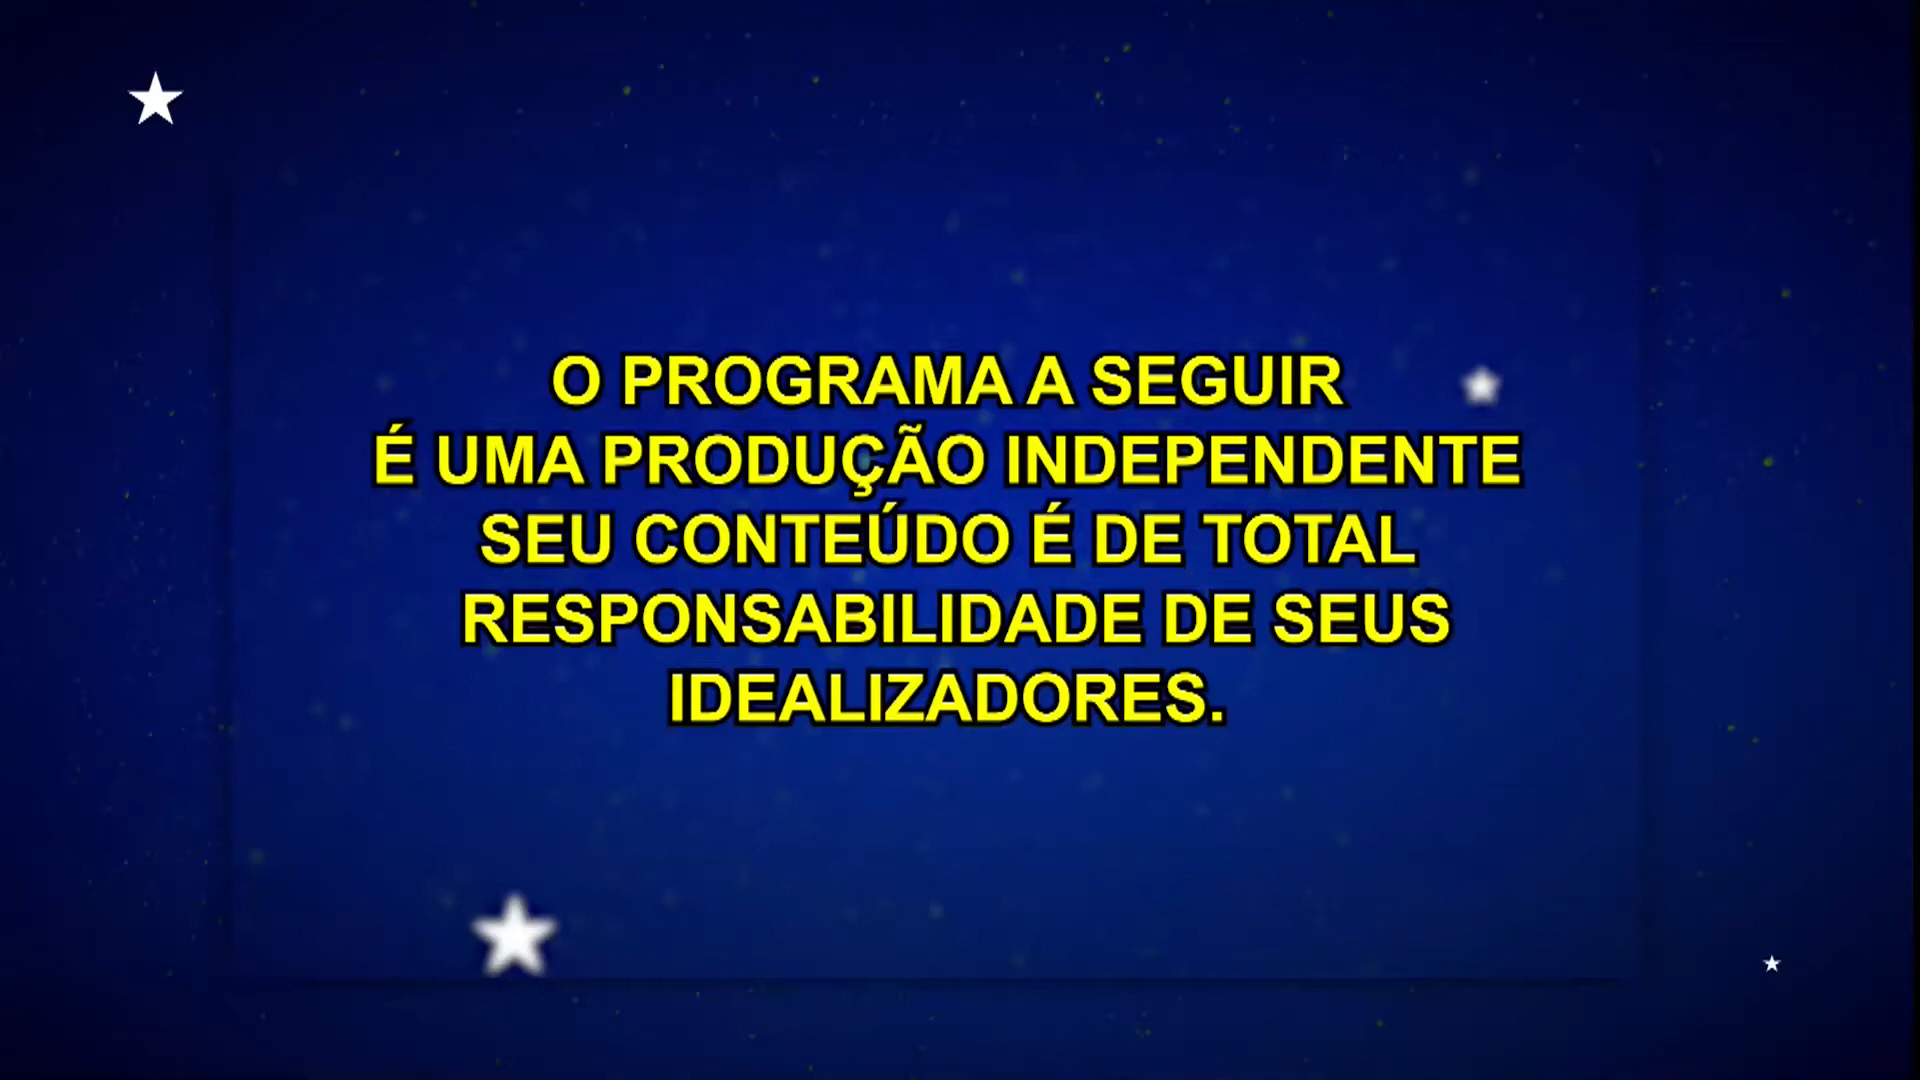 O PROGRAMA A SEGUIR
É UMA PRODUÇÃO INDEPENDENTE
SEU CONTEÚDO É DE TOTAL
RESPONSABILIDADE DE SEUS
IDEALIZADORES.